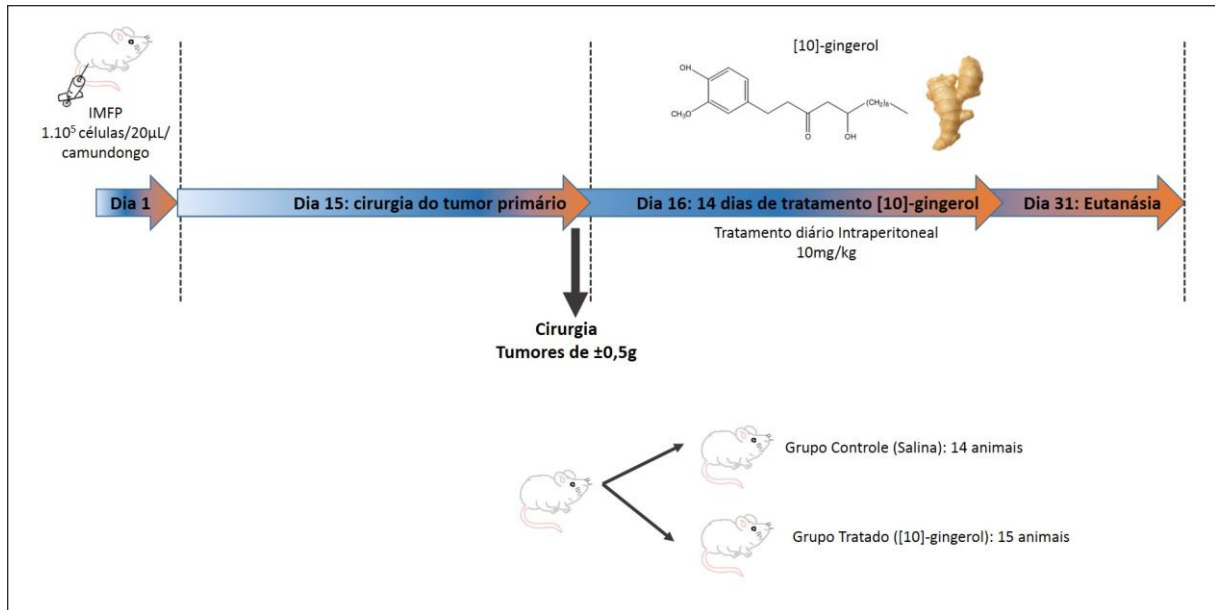 IMFP
1.10⁵ células/20µL/
camundongo
[10]-gingerol
OH
CH₃O
O
OH
(CH₂)₆
Dia 1
Dia 15: cirurgia do tumor primário
Dia 16: 14 dias de tratamento [10]-gingerol
Dia 31: Eutanásia
Tratamento diário Intraperitoneal
10mg/kg
Cirurgia
Tumores de ±0,5g
Grupo Controle (Salina): 14 animais
Grupo Tratado ([10]-gingerol): 15 animais